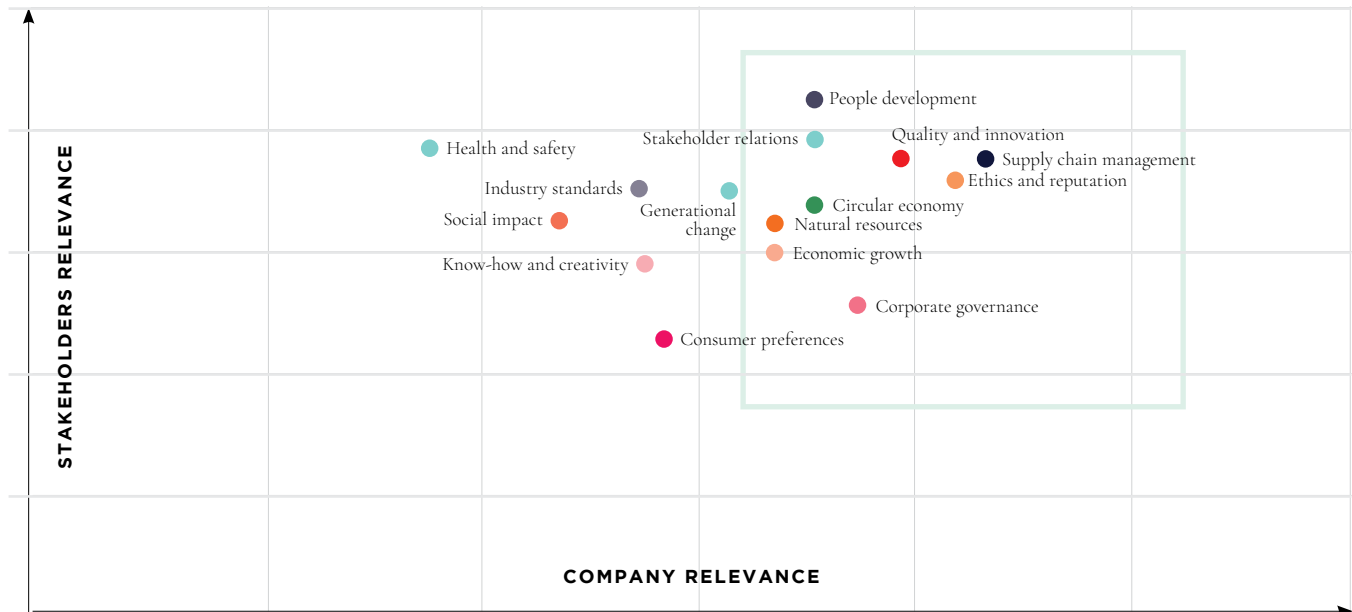 People development
Quality and innovation
Stakeholder relations
Health and safety
Supply chain management
Ethics and reputation
Industry standards
Circular economy
Generational
change
Social impact
Natural resources
Economic growth
Know-how and creativity
Corporate governance
Consumer preferences
STAKEHOLDERS RELEVANCE
COMPANY RELEVANCE